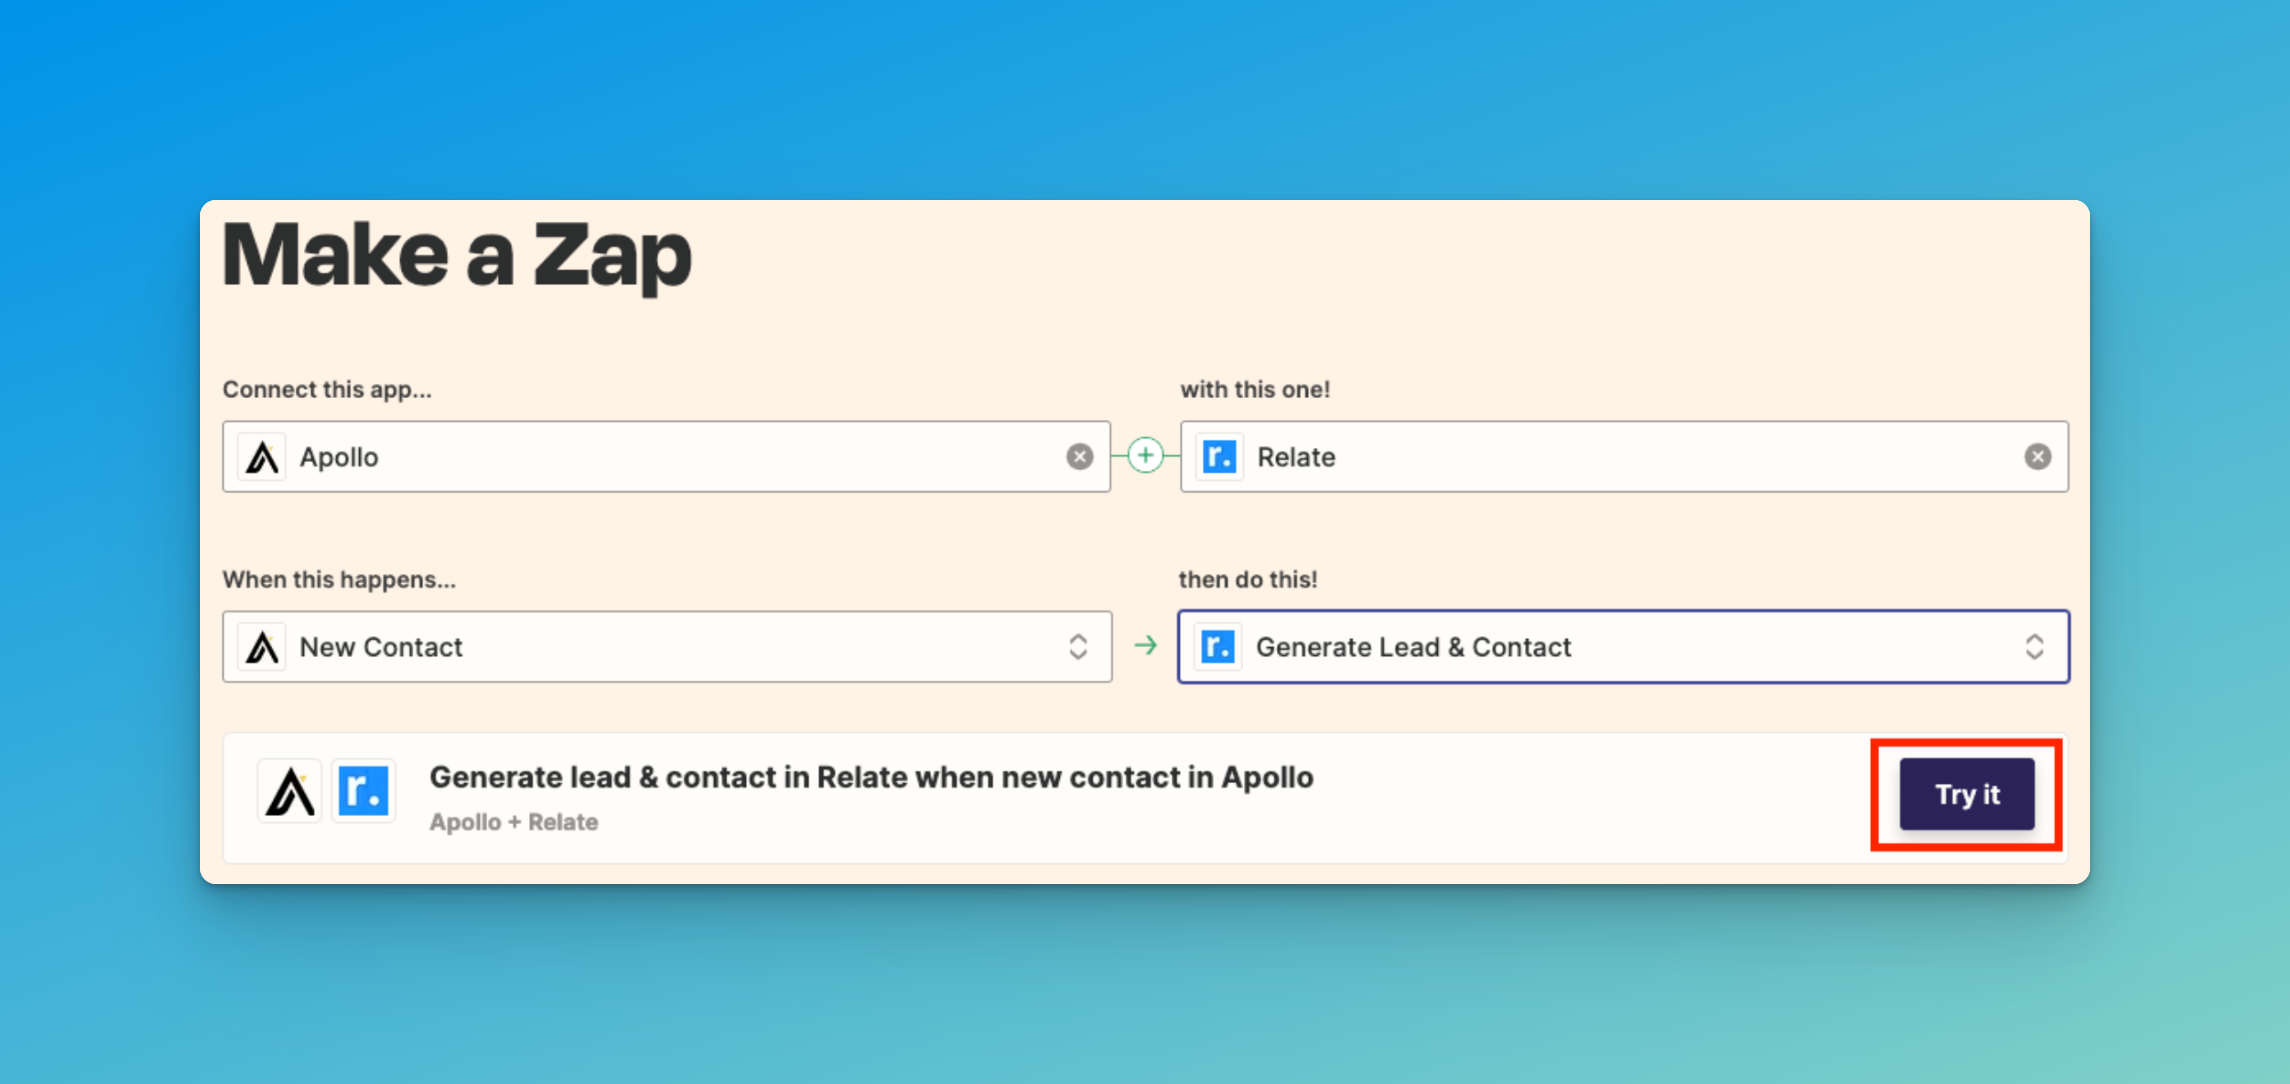 Make a Zap
Connect this app...
with this one!
Apollo
r. Relate
When this happens...
then do this!
New Contact
r. Generate Lead & Contact
r. Generate lead & contact in Relate when new contact in Apollo
Apollo + Relate
Try it